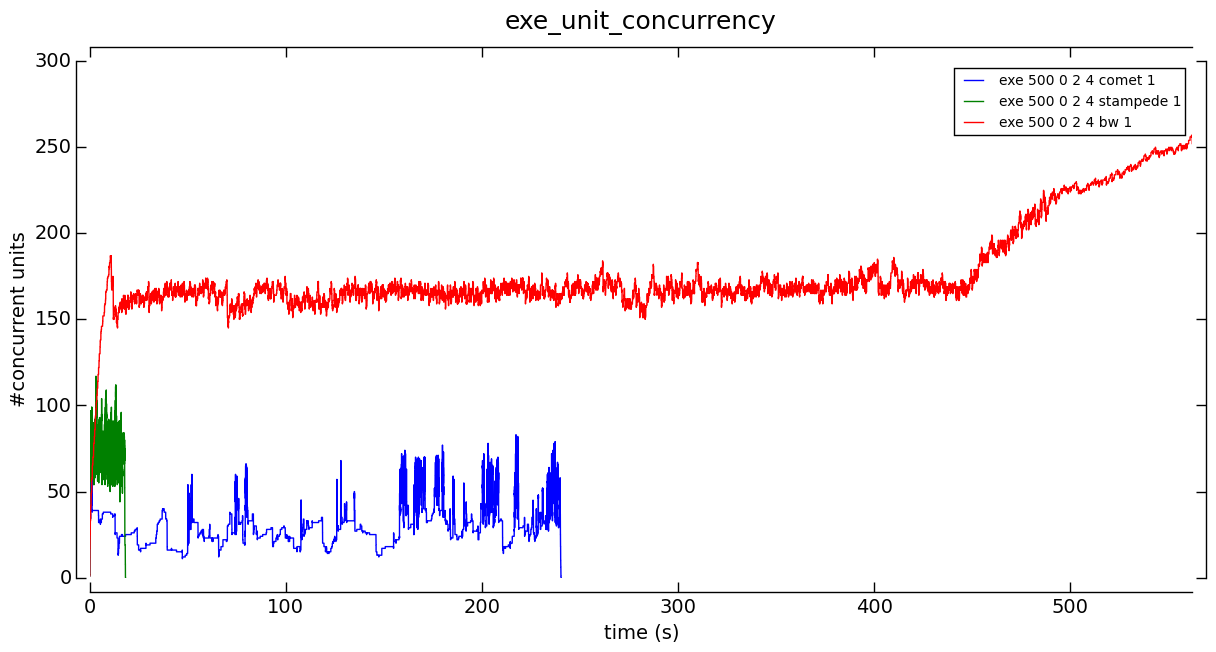 exe_unit_concurrency
300
250
200
150
100
50
0
#concurrent units
exe 500 0 2 4 comet 1
exe 500 0 2 4 stampede 1
exe 500 0 2 4 bw 1
0 100 200 300 400 500
time (s)